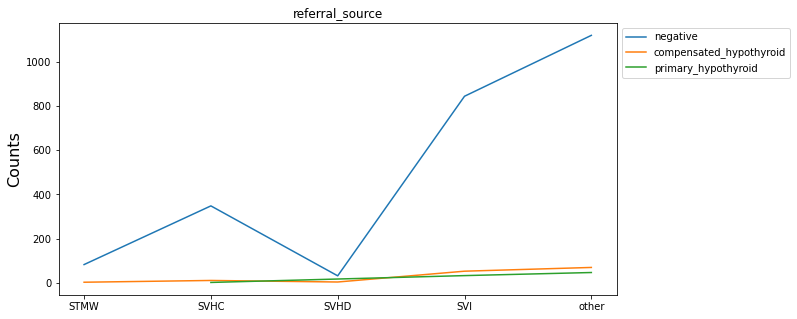 referral_source
negative
compensated_hypothyroid
primary_hypothyroid
Counts
1000
800
600
400
200
0
STMW SVHC SVHD SVI other